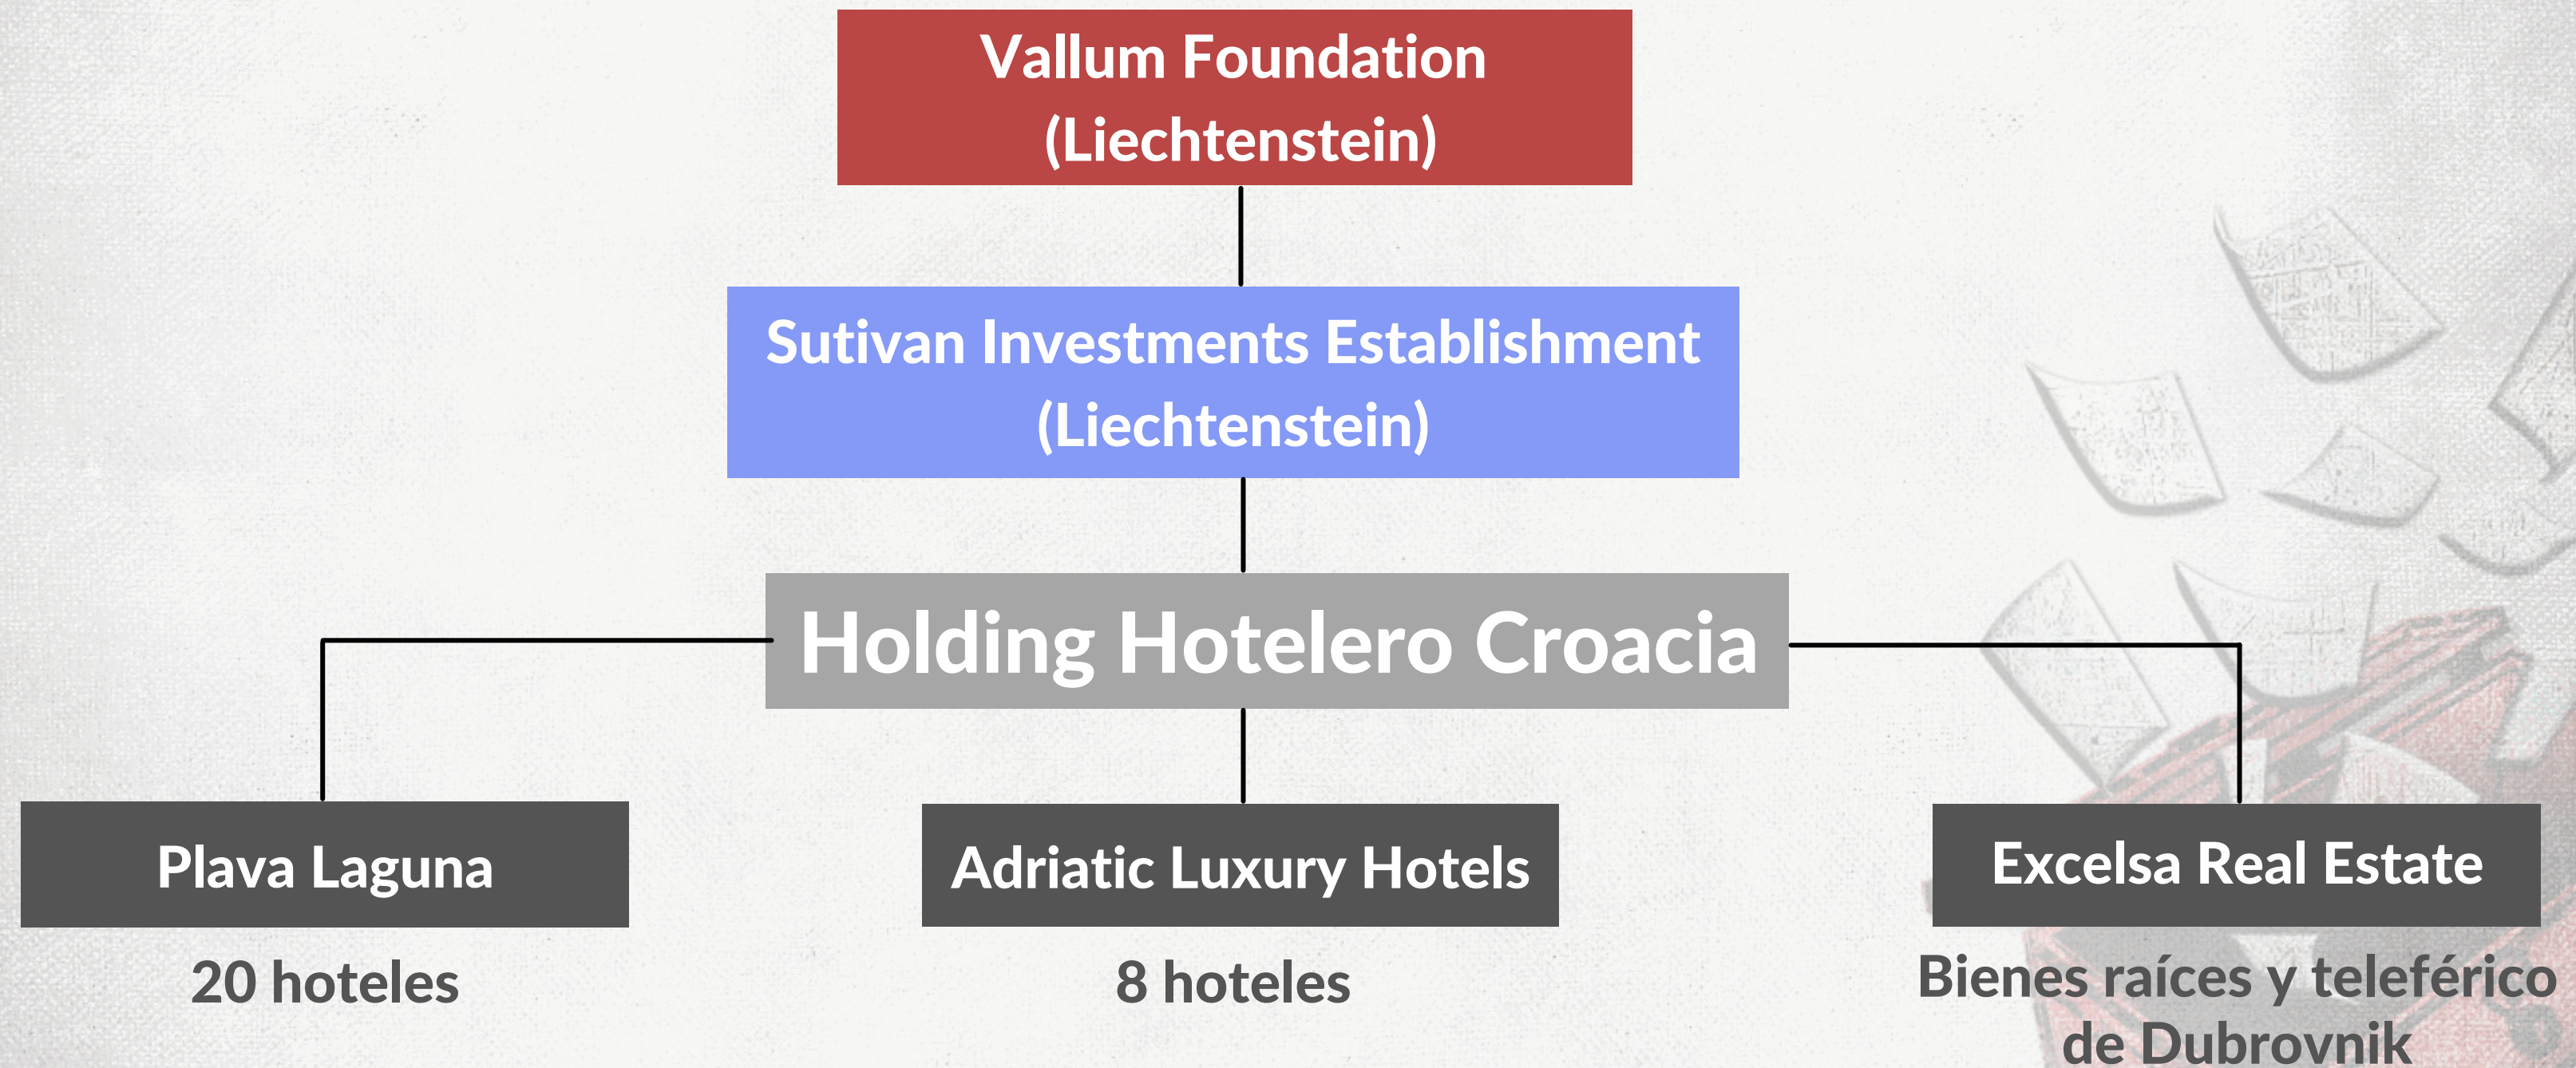 Vallum Foundation
(Liechtenstein)
Sutivan Investments Establishment
(Liechtenstein)
Holding Hotelero Croacia
Plava Laguna
Adriatic Luxury Hotels
Excelsa Real Estate
20 hoteles
8 hoteles
Bienes raíces y teleférico
de Dubrovnik